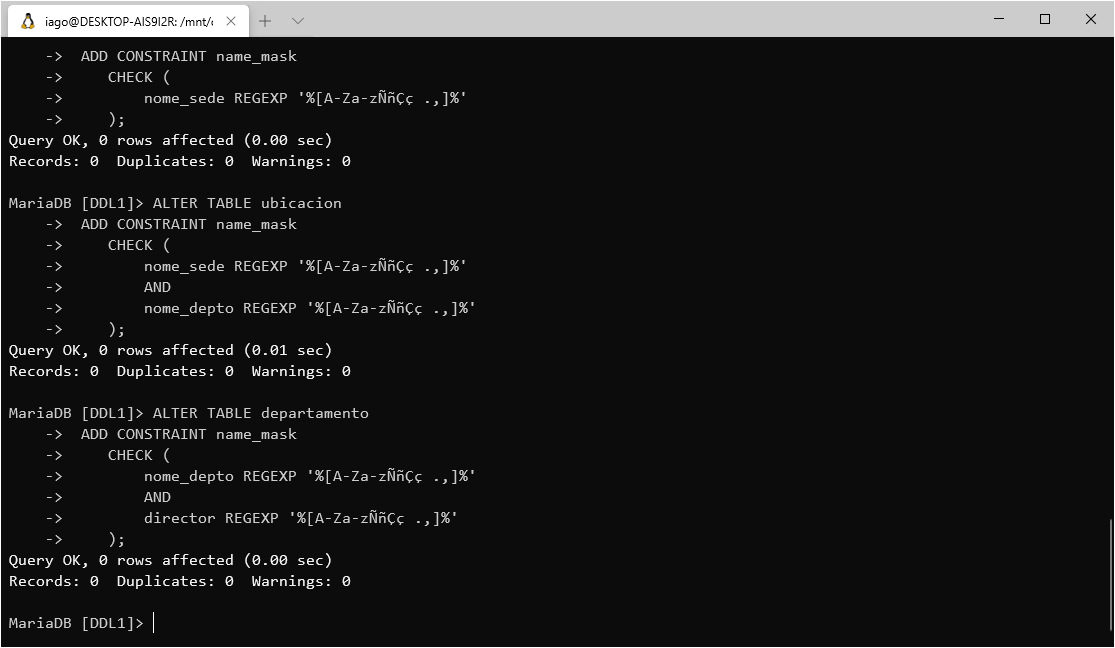 iago@DESKTOP-AIS9I2R: /mnt/c
    ->  ADD CONSTRAINT name_mask
    ->     CHECK (
    ->         nome_sede REGEXP '%[A-Za-zÑñÇç .,]%'
    ->     );
Query OK, 0 rows affected (0.00 sec)
Records: 0  Duplicates: 0  Warnings: 0

MariaDB [DDL1]> ALTER TABLE ubicacion
    ->  ADD CONSTRAINT name_mask
    ->     CHECK (
    ->         nome_sede REGEXP '%[A-Za-zÑñÇç .,]%'
    ->         AND
    ->         nome_depto REGEXP '%[A-Za-zÑñÇç .,]%'
    ->     );
Query OK, 0 rows affected (0.01 sec)
Records: 0  Duplicates: 0  Warnings: 0

MariaDB [DDL1]> ALTER TABLE departamento
    ->  ADD CONSTRAINT name_mask
    ->     CHECK (
    ->         nome_depto REGEXP '%[A-Za-zÑñÇç .,]%'
    ->         AND
    ->         director REGEXP '%[A-Za-zÑñÇç .,]%'
    ->     );
Query OK, 0 rows affected (0.00 sec)
Records: 0  Duplicates: 0  Warnings: 0

MariaDB [DDL1]>